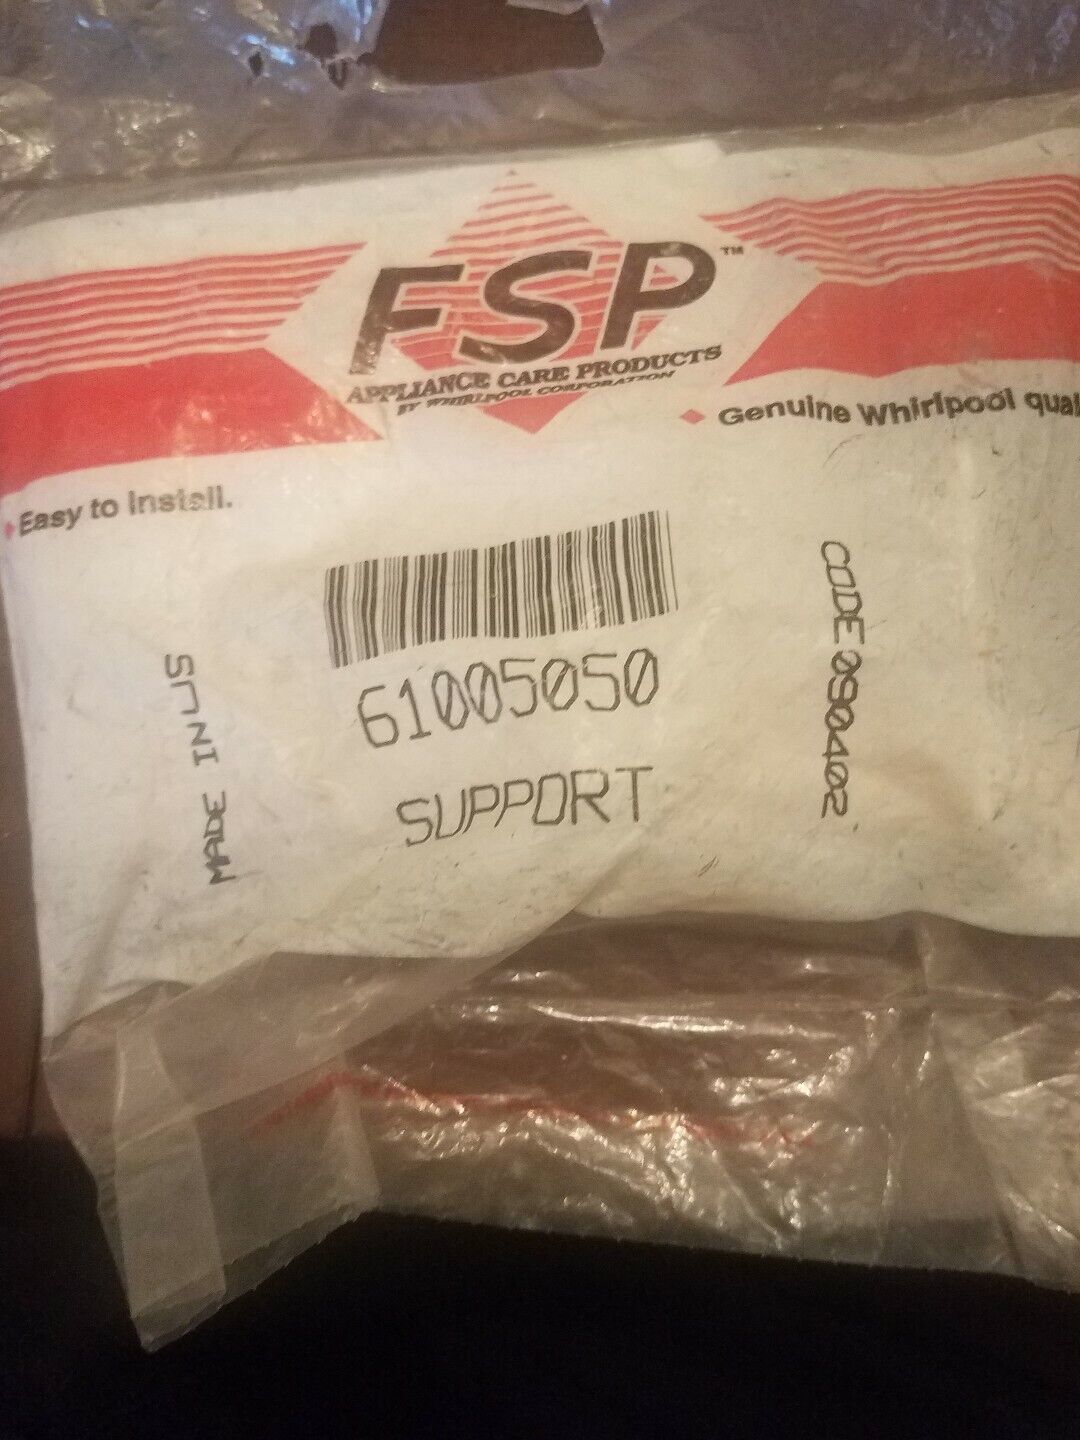 FSP™
APPLIANCE CARE PRODUCTS
BY WHIRLPOOL CORPORATION
Genuine Whirlpool qual
Easy to Install.
61005050
SUPPORT
MADE IN US
CODE 090402